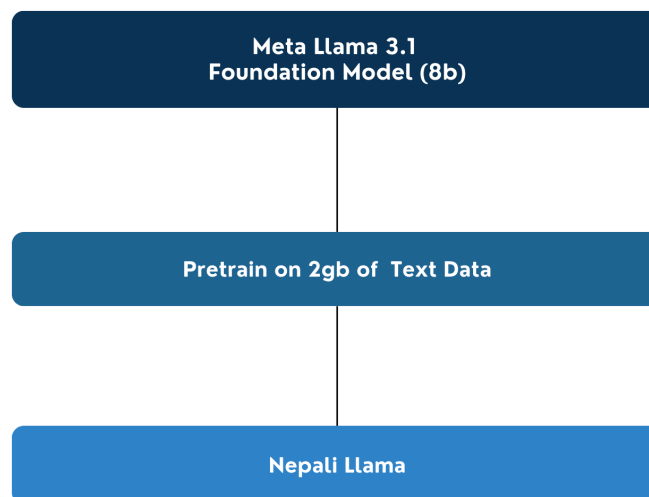 Meta Llama 3.1
Foundation Model (8b)
Pretrain on 2gb of Text Data
Nepali Llama